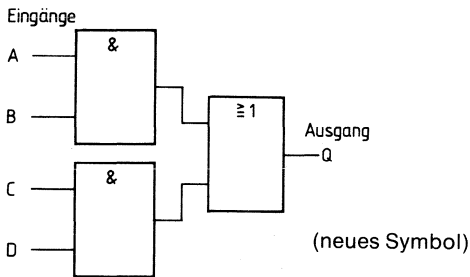 Eingänge
A
&
B
≧1
Ausgang
Q
C
&
D
(neues Symbol)